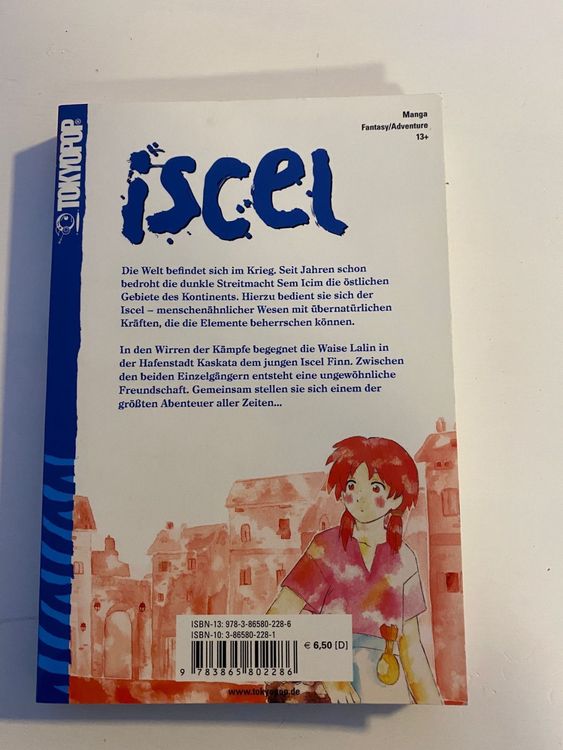 TOKYOPOP®
Manga
Fantasy/Adventure
13+
iscel
Die Welt befindet sich im Krieg. Seit Jahren schon
bedroht die dunkle Streitmacht Sem Icim die östlichen
Gebiete des Kontinents. Hierzu bedient sie sich der
Iscel – menschenähnlicher Wesen mit übernatürlichen
Kräften, die die Elemente beherrschen können.
In den Wirren der Kämpfe begegnet die Waise Lalin in
der Hafenstadt Kaskata dem jungen Iscel Finn. Zwischen
den beiden Einzelgängern entsteht eine ungewöhnliche
Freundschaft. Gemeinsam stellen sie sich einem der
größten Abenteuer aller Zeiten...
ISBN-13: 978-3-86580-228-6
ISBN-10: 3-86580-228-1
€ 6,50 [D]
9 783865 802286
www.tokyopop.de